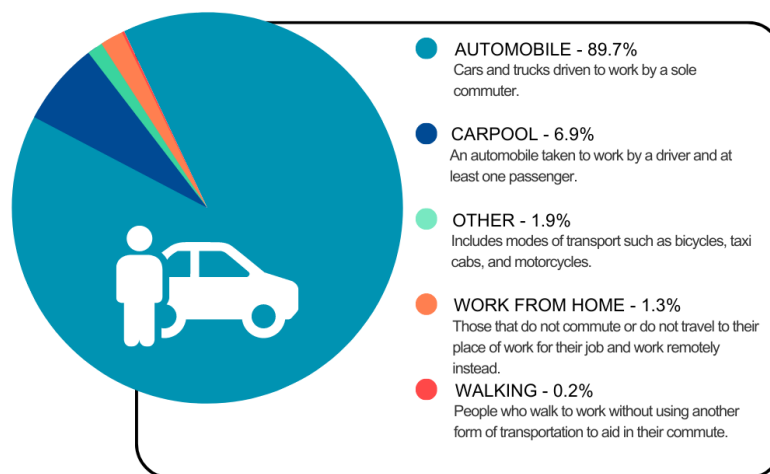 AUTOMOBILE - 89.7%
Cars and trucks driven to work by a sole
commuter.
CARPOOL - 6.9%
An automobile taken to work by a driver and at
least one passenger.
OTHER - 1.9%
Includes modes of transport such as bicycles, taxi
cabs, and motorcycles.
WORK FROM HOME - 1.3%
Those that do not commute or do not travel to their
place of work for their job and work remotely
instead.
WALKING - 0.2%
People who walk to work without using another
form of transportation to aid in their commute.